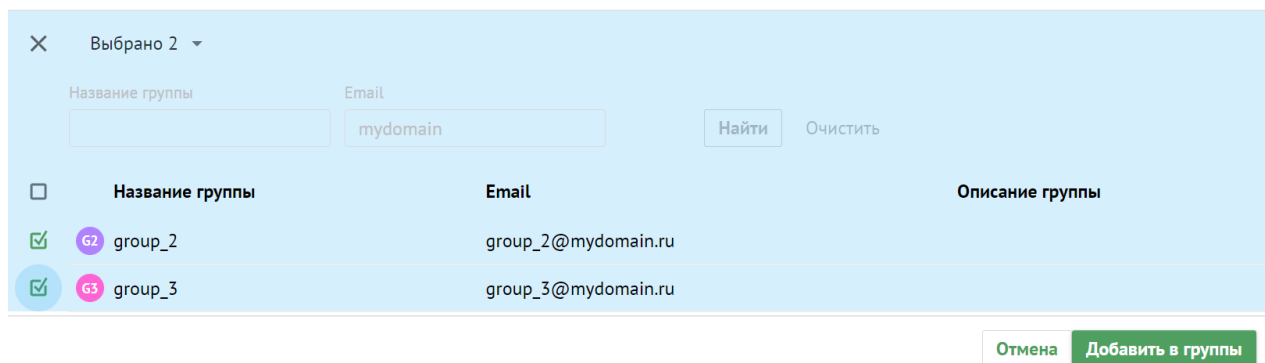 Выбрано 2
Название группы Email
mydomain Найти Очистить
Название группы Email Описание группы
G2 group_2 group_2@mydomain.ru
G3 group_3 group_3@mydomain.ru
Отмена Добавить в группы